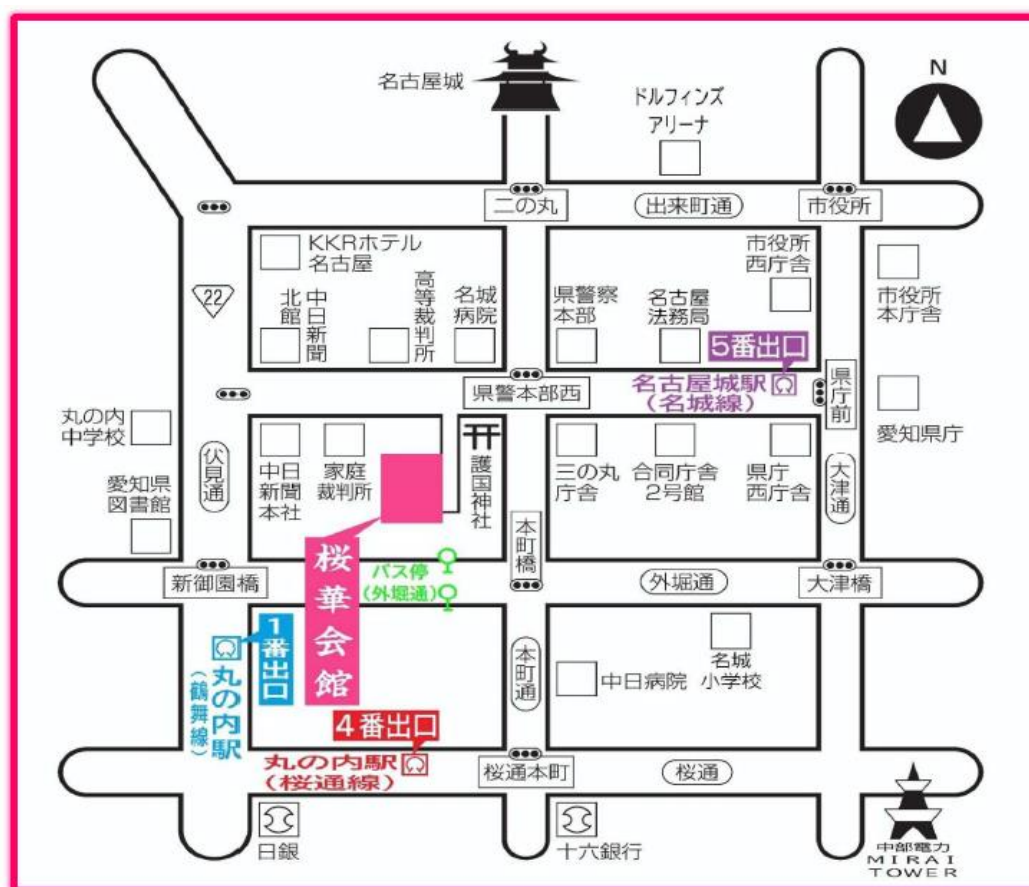 名古屋城
ドルフィンズ
アリーナ
N
二の丸
出来町通
市役所
KKRホテル
名古屋
市役所
西庁舎
22
中日新聞
北館
高等裁判所
名城
病院
県警察
本部
名古屋
法務局
市役所
本庁舎
5番出口
名古屋城駅
(名城線)
県警本部西
県庁前
丸の内
中学校
愛知県庁
伏見通
中日
新聞
本社
家庭
裁判所
護国神社
三の丸
庁舎
合同庁舎
2号館
県庁
西庁舎
大津通
愛知県
図書館
本町橋
新御園橋
桜華会館
バス停
(外堀通)
外堀通
大津橋
1番出口
丸の内駅
(鶴舞線)
本町通
中日病院
名城
小学校
4番出口
丸の内駅
(桜通線)
桜通本町
桜通
日銀
十六銀行
中部電力
MIRAI
TOWER